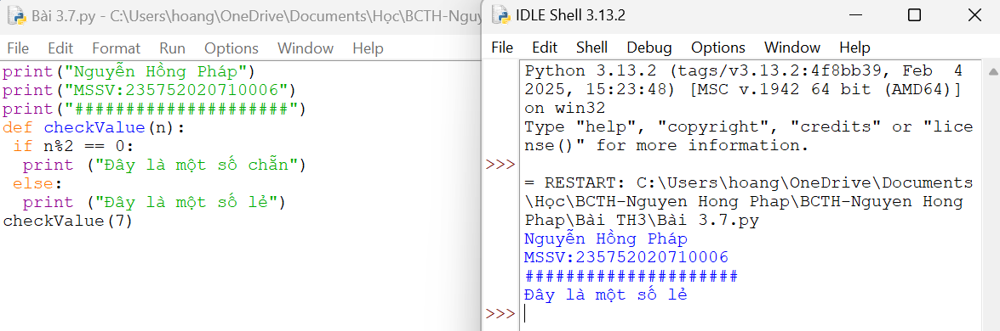 Bài 3.7.py - C:\Users\hoang\OneDrive\Documents\Học\BCTH-Ngu
File Edit Format Run Options Window Help
print("Nguyễn Hồng Pháp")
print("MSSV:235752020710006")
print("#####################")
def checkValue(n):
 if n%2 == 0:
  print ("Đây là một số chẵn")
 else:
  print ("Đây là một số lẻ")
checkValue(7)
IDLE Shell 3.13.2
File Edit Shell Debug Options Window Help
Python 3.13.2 (tags/v3.13.2:4f8bb39, Feb  4
2025, 15:23:48) [MSC v.1942 64 bit (AMD64)]
on win32
Type "help", "copyright", "credits" or "lice
nse()" for more information.
>>>
= RESTART: C:\Users\hoang\OneDrive\Documents
\Học\BCTH-Nguyen Hong Phap\BCTH-Nguyen Hong
Phap\Bài TH3\Bài 3.7.py
Nguyễn Hồng Pháp
MSSV:235752020710006
#####################
Đây là một số lẻ
>>>